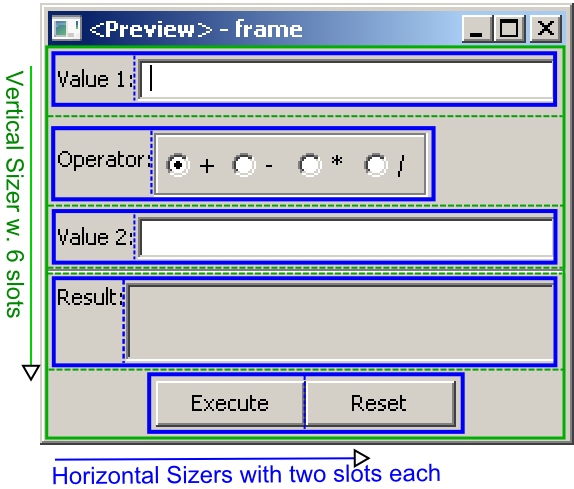 <Preview> - frame
Value 1:
Operator: + - * /
Value 2:
Result:
Execute Reset
Vertical Sizer w. 6 slots
Horizontal Sizers with two slots each